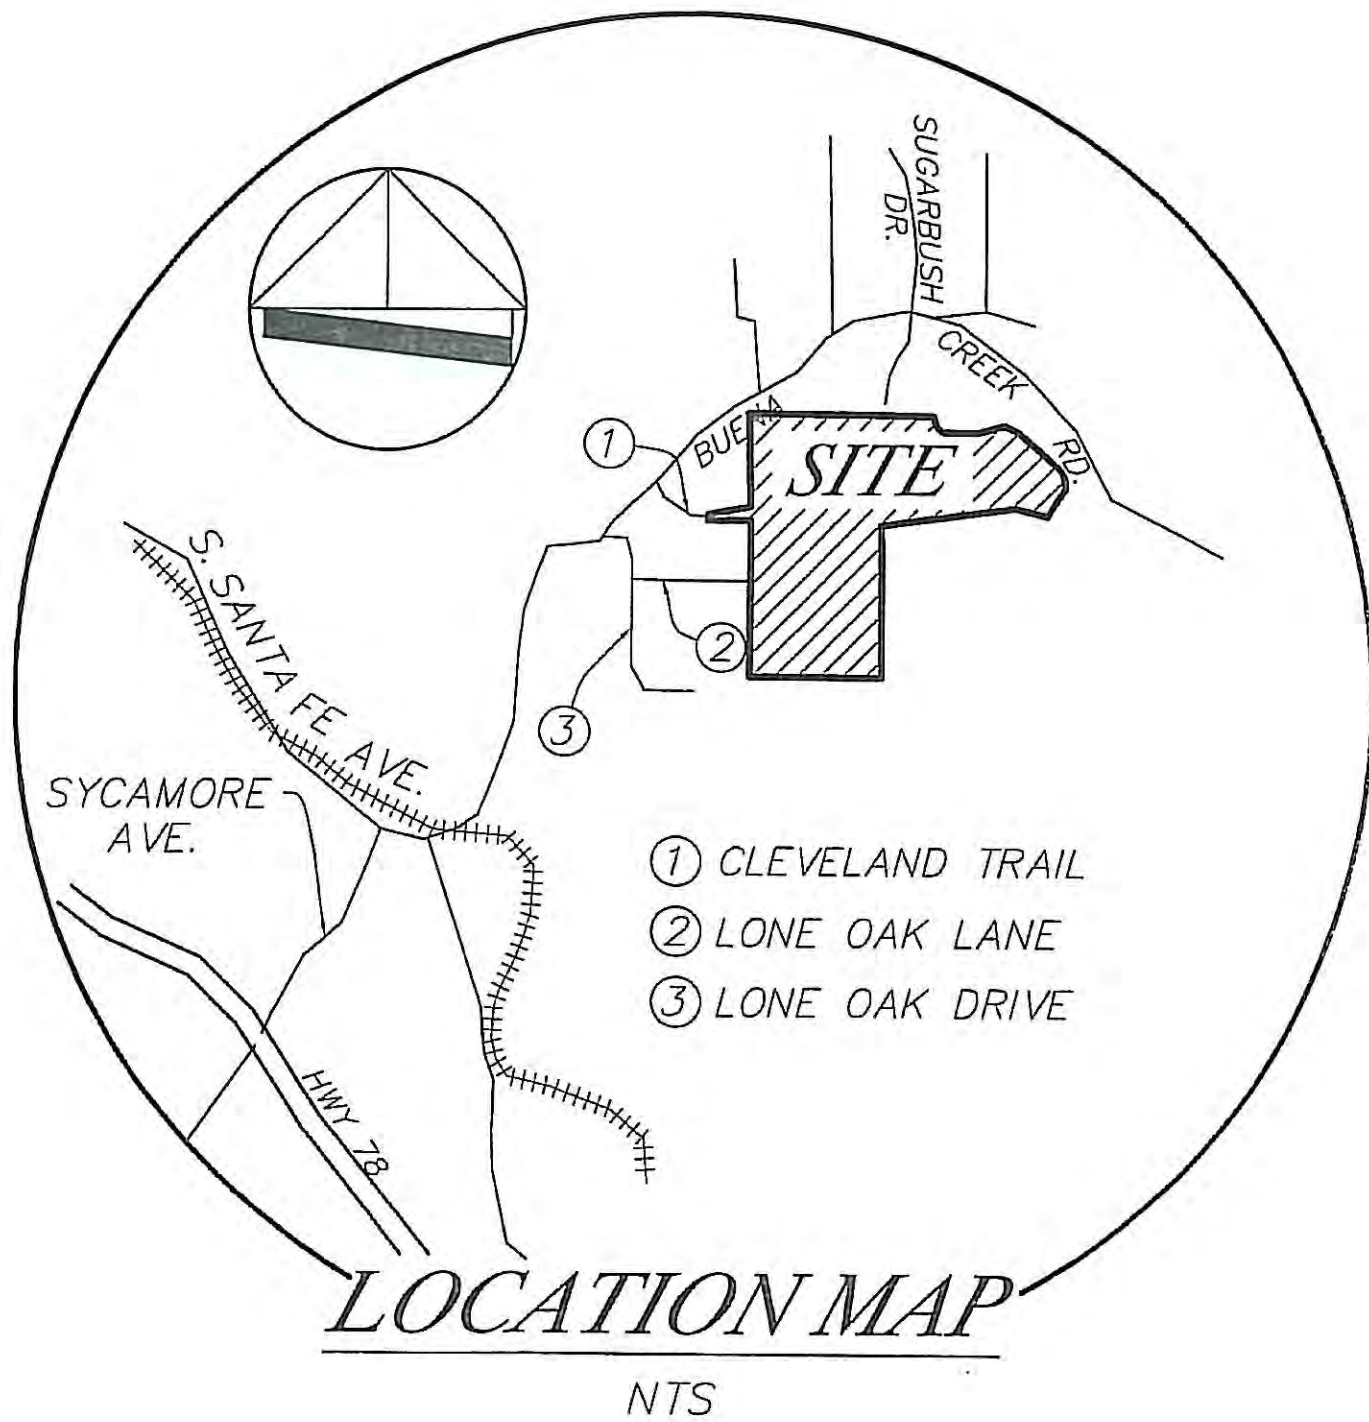 SUGARBUSH
DR.
CREEK
BUENA
RD.
1
SITE
S. SANTA FE AVE.
2
3
SYCAMORE
AVE.
1 CLEVELAND TRAIL
2 LONE OAK LANE
3 LONE OAK DRIVE
HWY 78
LOCATION MAP
NTS